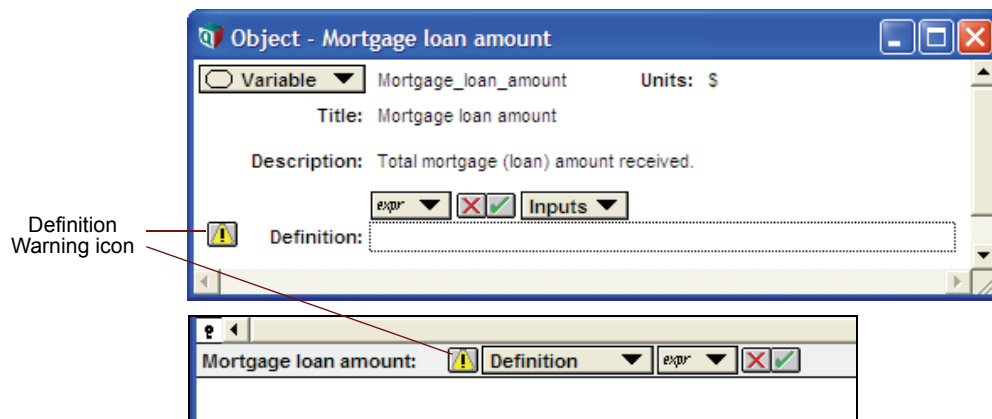 Object - Mortgage loan amount
Variable Mortgage_loan_amount Units: $
Title: Mortgage loan amount
Description: Total mortgage (loan) amount received.
expr Inputs
Definition:
Definition
Warning icon
Mortgage loan amount: Definition expr